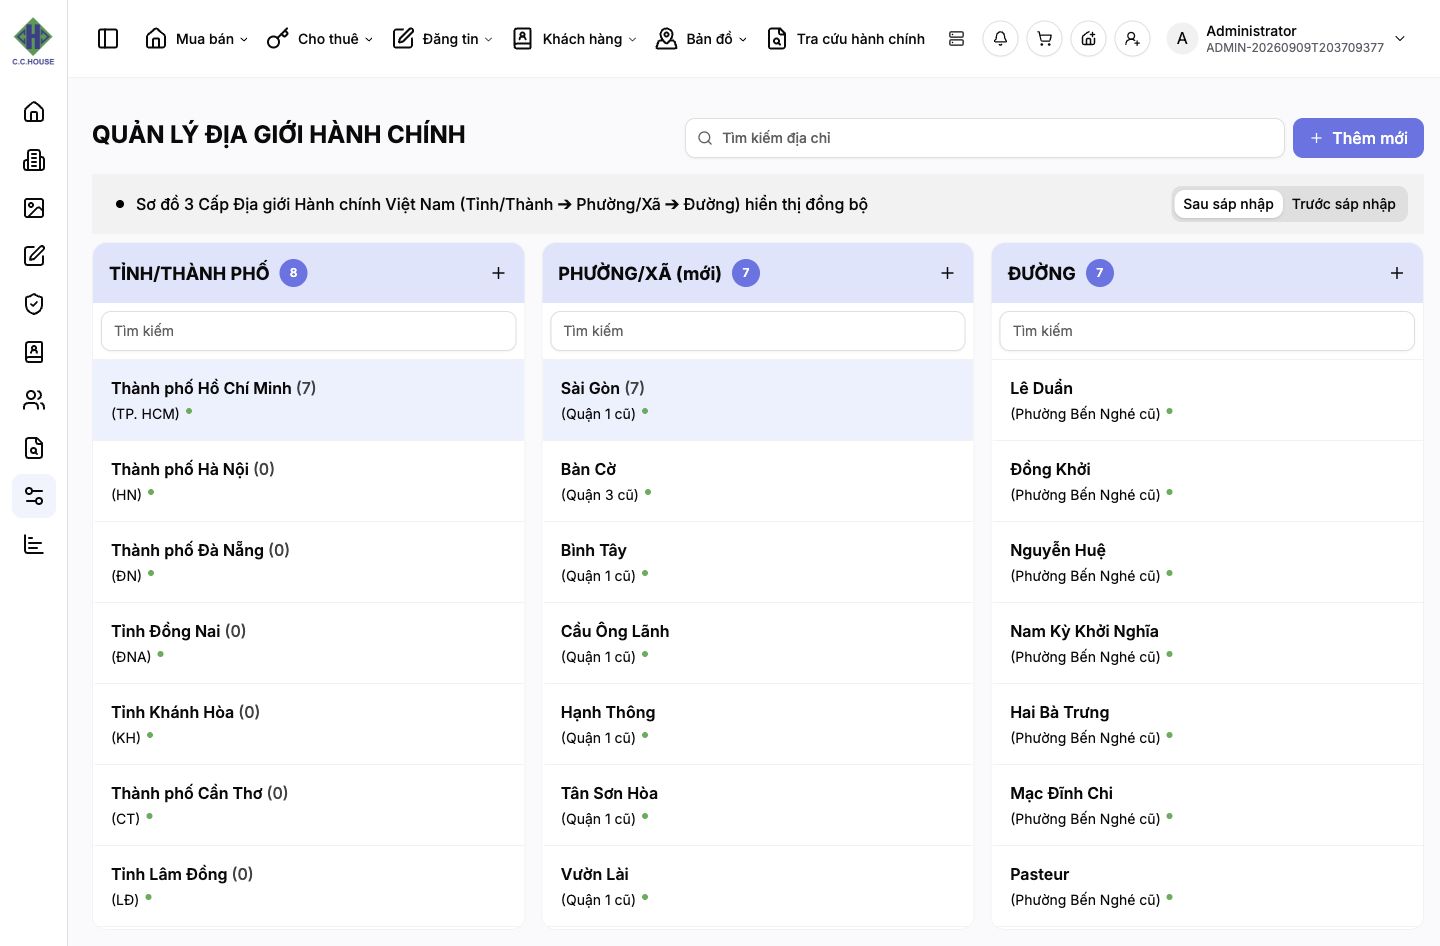 C.C.HOUSE
Mua bán
Cho thuê
Đăng tin
Khách hàng
Bản đồ
Tra cứu hành chính
A
Administrator
ADMIN-20260909T203709377
QUẢN LÝ ĐỊA GIỚI HÀNH CHÍNH
Tìm kiếm địa chỉ
Thêm mới
Sơ đồ 3 Cấp Địa giới Hành chính Việt Nam (Tỉnh/Thành ➔ Phường/Xã ➔ Đường) hiển thị đồng bộ
Sau sáp nhập
Trước sáp nhập
TỈNH/THÀNH PHỐ 8
Tìm kiếm
Thành phố Hồ Chí Minh (7)
(TP. HCM)
Thành phố Hà Nội (0)
(HN)
Thành phố Đà Nẵng (0)
(ĐN)
Tỉnh Đồng Nai (0)
(ĐNA)
Tỉnh Khánh Hòa (0)
(KH)
Thành phố Cần Thơ (0)
(CT)
Tỉnh Lâm Đồng (0)
(LĐ)
PHƯỜNG/XÃ (mới) 7
Tìm kiếm
Sài Gòn (7)
(Quận 1 cũ)
Bàn Cờ
(Quận 3 cũ)
Bình Tây
(Quận 1 cũ)
Cầu Ông Lãnh
(Quận 1 cũ)
Hạnh Thông
(Quận 1 cũ)
Tân Sơn Hòa
(Quận 1 cũ)
Vườn Lài
(Quận 1 cũ)
ĐƯỜNG 7
Tìm kiếm
Lê Duẩn
(Phường Bến Nghé cũ)
Đồng Khởi
(Phường Bến Nghé cũ)
Nguyễn Huệ
(Phường Bến Nghé cũ)
Nam Kỳ Khởi Nghĩa
(Phường Bến Nghé cũ)
Hai Bà Trưng
(Phường Bến Nghé cũ)
Mạc Đĩnh Chi
(Phường Bến Nghé cũ)
Pasteur
(Phường Bến Nghé cũ)